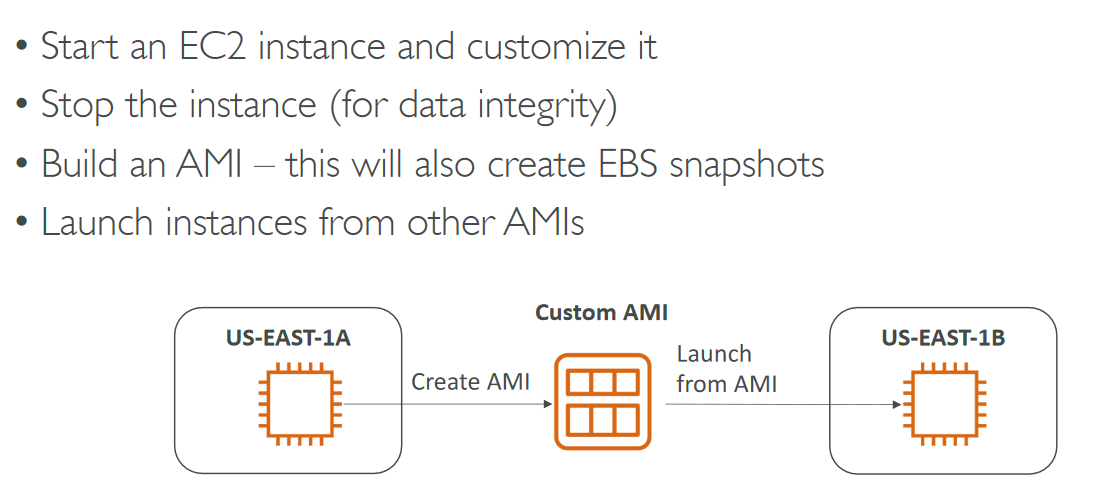 • Start an EC2 instance and customize it
• Stop the instance (for data integrity)
• Build an AMI – this will also create EBS snapshots
• Launch instances from other AMIs
US-EAST-1A
Create AMI
Custom AMI
Launch
from AMI
US-EAST-1B